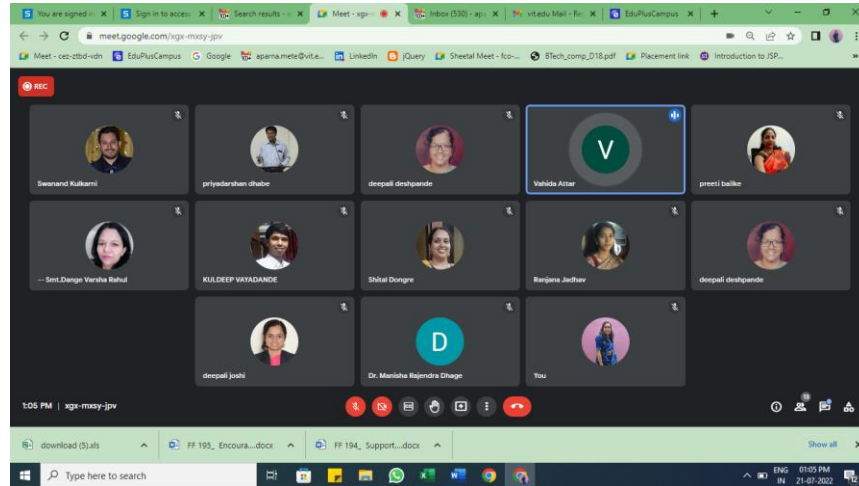 You are signed in
Sign in to access
Search results -
Meet - xgx-
Inbox (530) - apa
vitedu Mail - Re:
EduPlusCampus
meet.google.com/xgx-mxsy-jpv
Meet - cez-ztbd-vdn
EduPlusCampus
Google
aparna.mete@vit.e...
LinkedIn
jQuery
Sheetal Meet - fco-...
BTech_comp_D18.pdf
Placement link
Introduction to JSP...
REC
Swanand Kulkarni
priyadarshan dhabe
deepali deshpande
V
Vahida Attar
preeti bailke
-- Smt.Dange Varsha Rahul
KULDEEP VAYADANDE
Shital Dongre
Ranjana Jadhav
deepali deshpande
deepali joshi
D
Dr. Manisha Rajendra Dhage
You
1:05 PM | xgx-mxsy-jpv
13
download (5).xls
FF 195_ Encoura....docx
FF 194_ Support....docx
Show all
Type here to search
ENG
IN
01:05 PM
21-07-2022